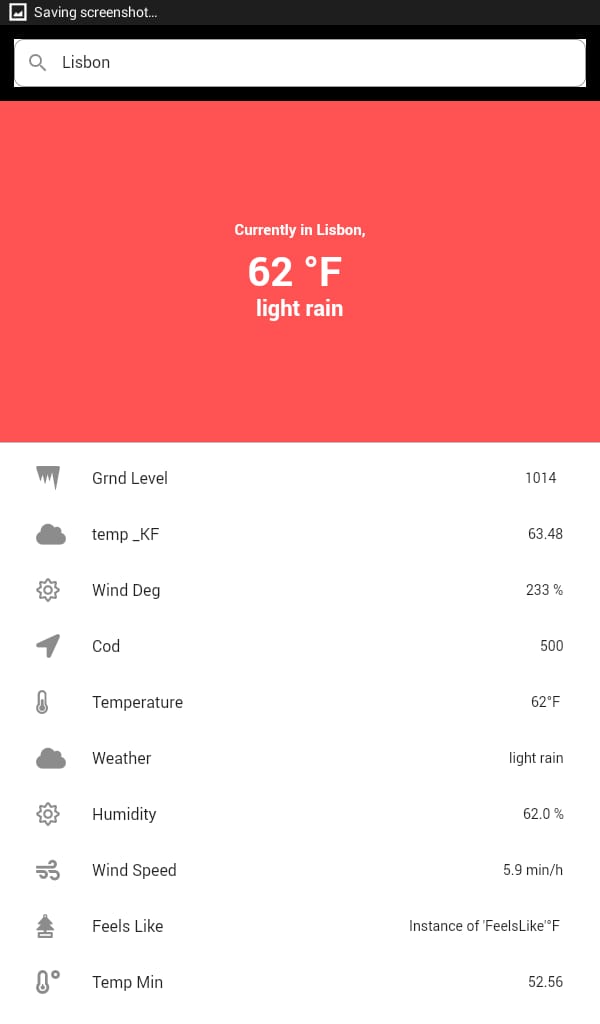 Saving screenshot...
Lisbon
Currently in Lisbon,
62 °F
light rain
Grnd Level 1014
temp _KF 63.48
Wind Deg 233 %
Cod 500
Temperature 62°F
Weather light rain
Humidity 62.0 %
Wind Speed 5.9 min/h
Feels Like Instance of 'FeelsLike'°F
Temp Min 52.56